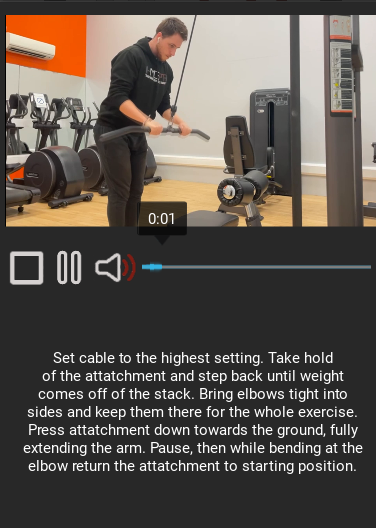 0:01
Set cable to the highest setting. Take hold
of the attatchment and step back until weight
comes off of the stack. Bring elbows tight into
sides and keep them there for the whole exercise.
Press attatchment down towards the ground, fully
extending the arm. Pause, then while bending at the
elbow return the attatchment to starting position.